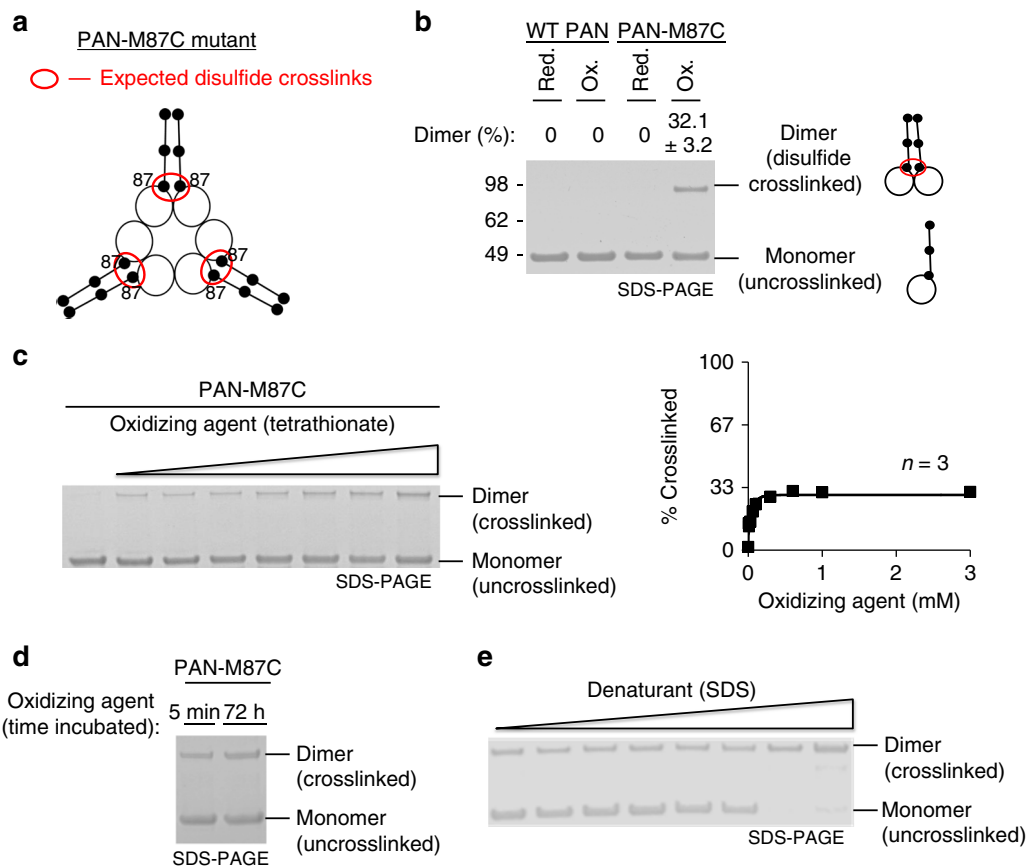 a
PAN-M87C mutant
— Expected disulfide crosslinks
87 87
87 87
87 87
b
WT PAN PAN-M87C
Red. Ox. Red. Ox.
Dimer (%): 0 0 0 32.1
± 3.2
98
62
49
SDS-PAGE
Dimer
(disulfide
crosslinked)
Monomer
(uncrosslinked)
c
PAN-M87C
Oxidizing agent (tetrathionate)
Dimer
(crosslinked)
Monomer
(uncrosslinked)
SDS-PAGE
% Crosslinked
100
67
33
0
n = 3
0 1 2 3
Oxidizing agent (mM)
d
PAN-M87C
Oxidizing agent
(time incubated): 5 min 72 h
Dimer
(crosslinked)
Monomer
(uncrosslinked)
SDS-PAGE
e
Denaturant (SDS)
Dimer
(crosslinked)
Monomer
(uncrosslinked)
SDS-PAGE